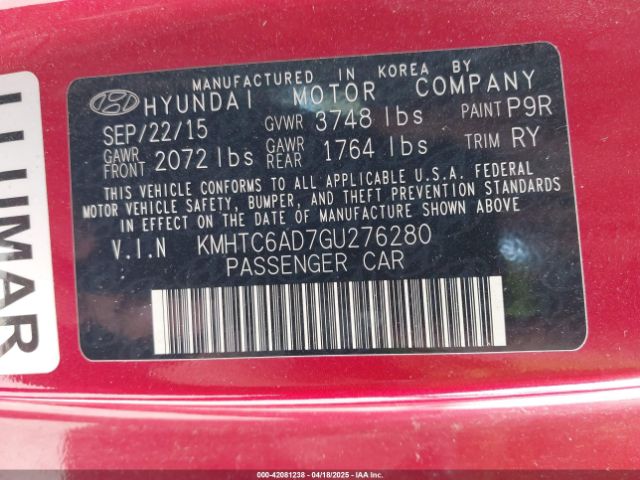 MANUFACTURED IN KOREA BY
HYUNDAI MOTOR COMPANY
SEP/22/15 GVWR 3748 lbs PAINT P9R
GAWR FRONT 2072 lbs GAWR REAR 1764 lbs TRIM RY
THIS VEHICLE CONFORMS TO ALL APPLICABLE U.S.A. FEDERAL
MOTOR VEHICLE SAFETY, BUMPER, AND THEFT PREVENTION STANDARDS
IN EFFECT ON THE DATE OF MANUFACTURE SHOWN ABOVE.
V.I.N KMHTC6AD7GU276280
PASSENGER CAR
LLUMAR
000-42081238 - 04/18/2025 - IAAI.COM